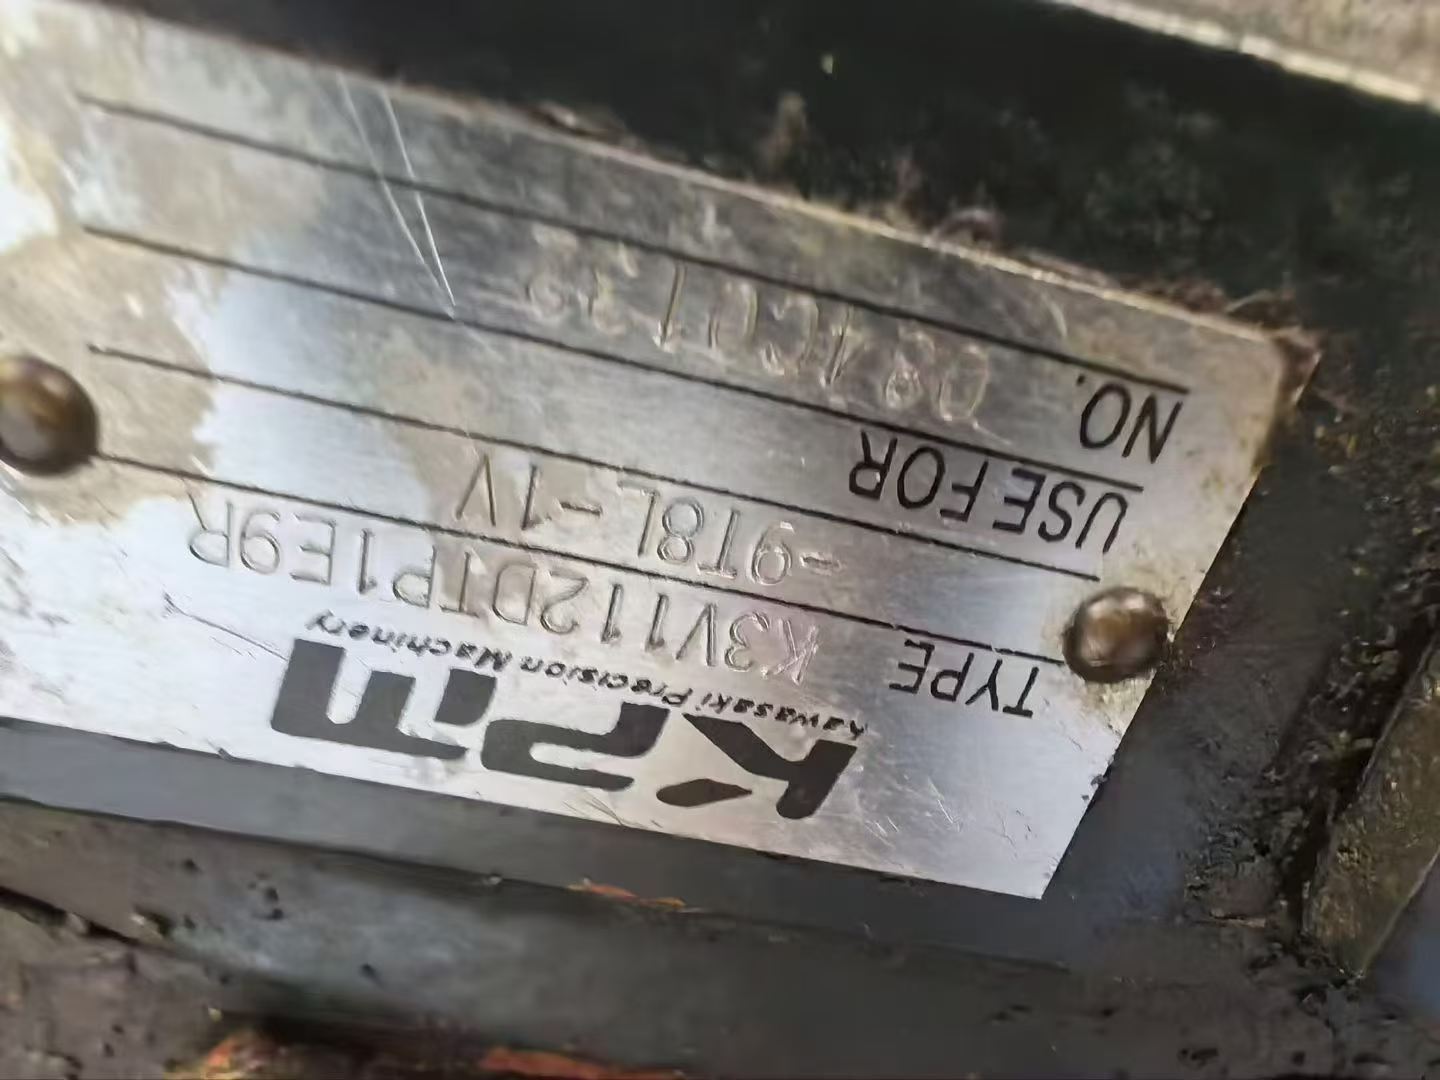 KPM
Kawasaki Precision Machinery
TYPE K3V112DTP1E9R
-9T8L-1V
USE FOR
NO.